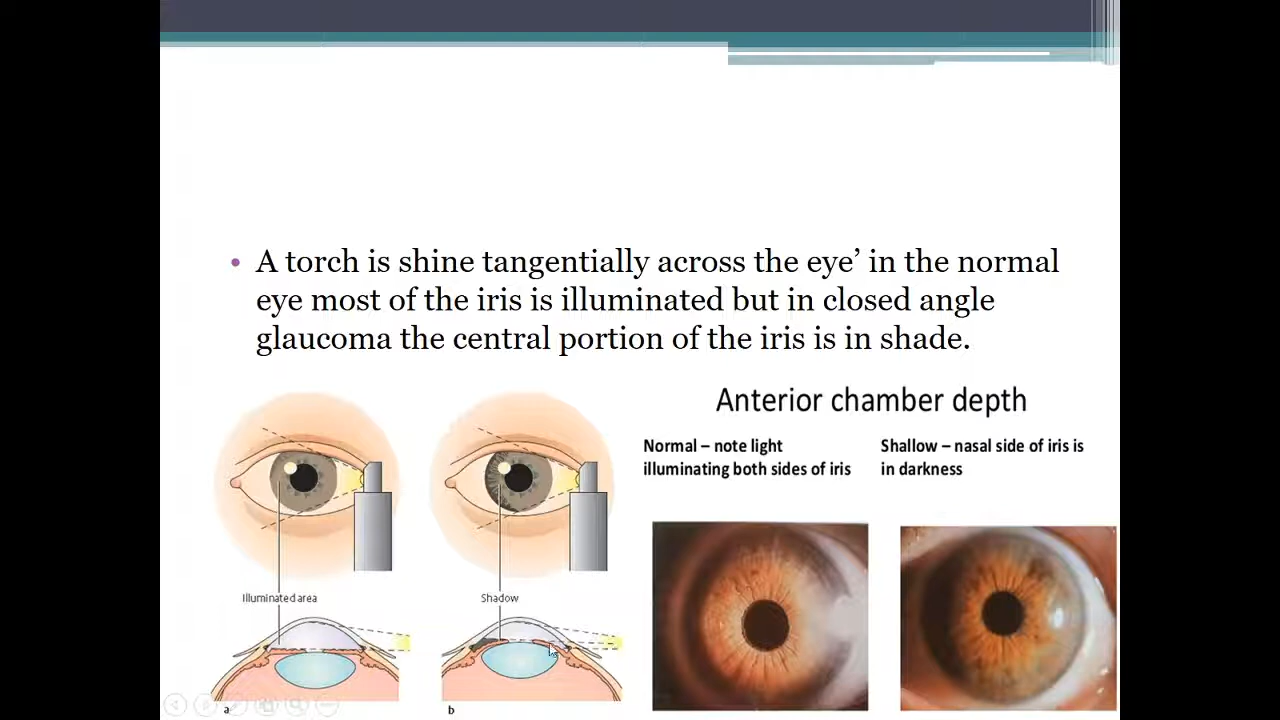 • A torch is shine tangentially across the eye’ in the normal
eye most of the iris is illuminated but in closed angle
glaucoma the central portion of the iris is in shade.
Anterior chamber depth
Normal – note light
illuminating both sides of iris
Shallow – nasal side of iris is
in darkness
Illuminated area
Shadow
a
b